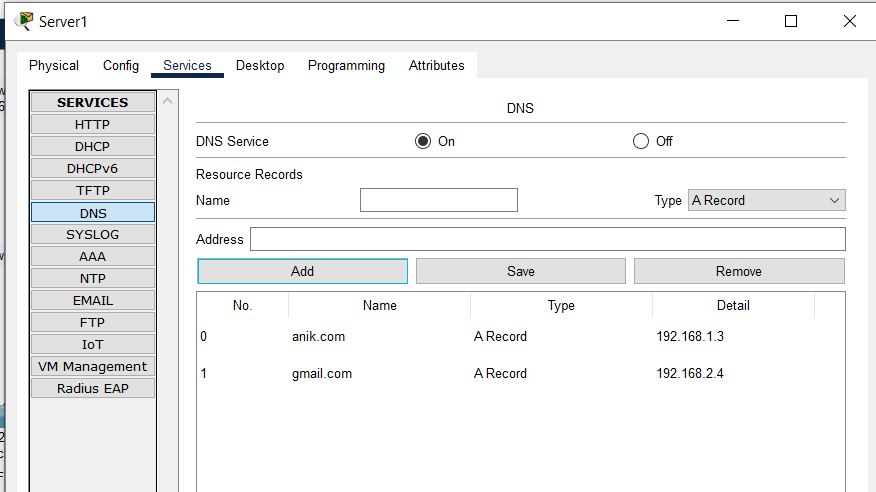 Server1
Physical Config Services Desktop Programming Attributes
SERVICES
HTTP
DHCP
DHCPv6
TFTP
DNS
SYSLOG
AAA
NTP
EMAIL
FTP
IoT
VM Management
Radius EAP
DNS
DNS Service On Off
Resource Records
Name Type A Record
Address
Add Save Remove
No. Name Type Detail
0 anik.com A Record 192.168.1.3
1 gmail.com A Record 192.168.2.4